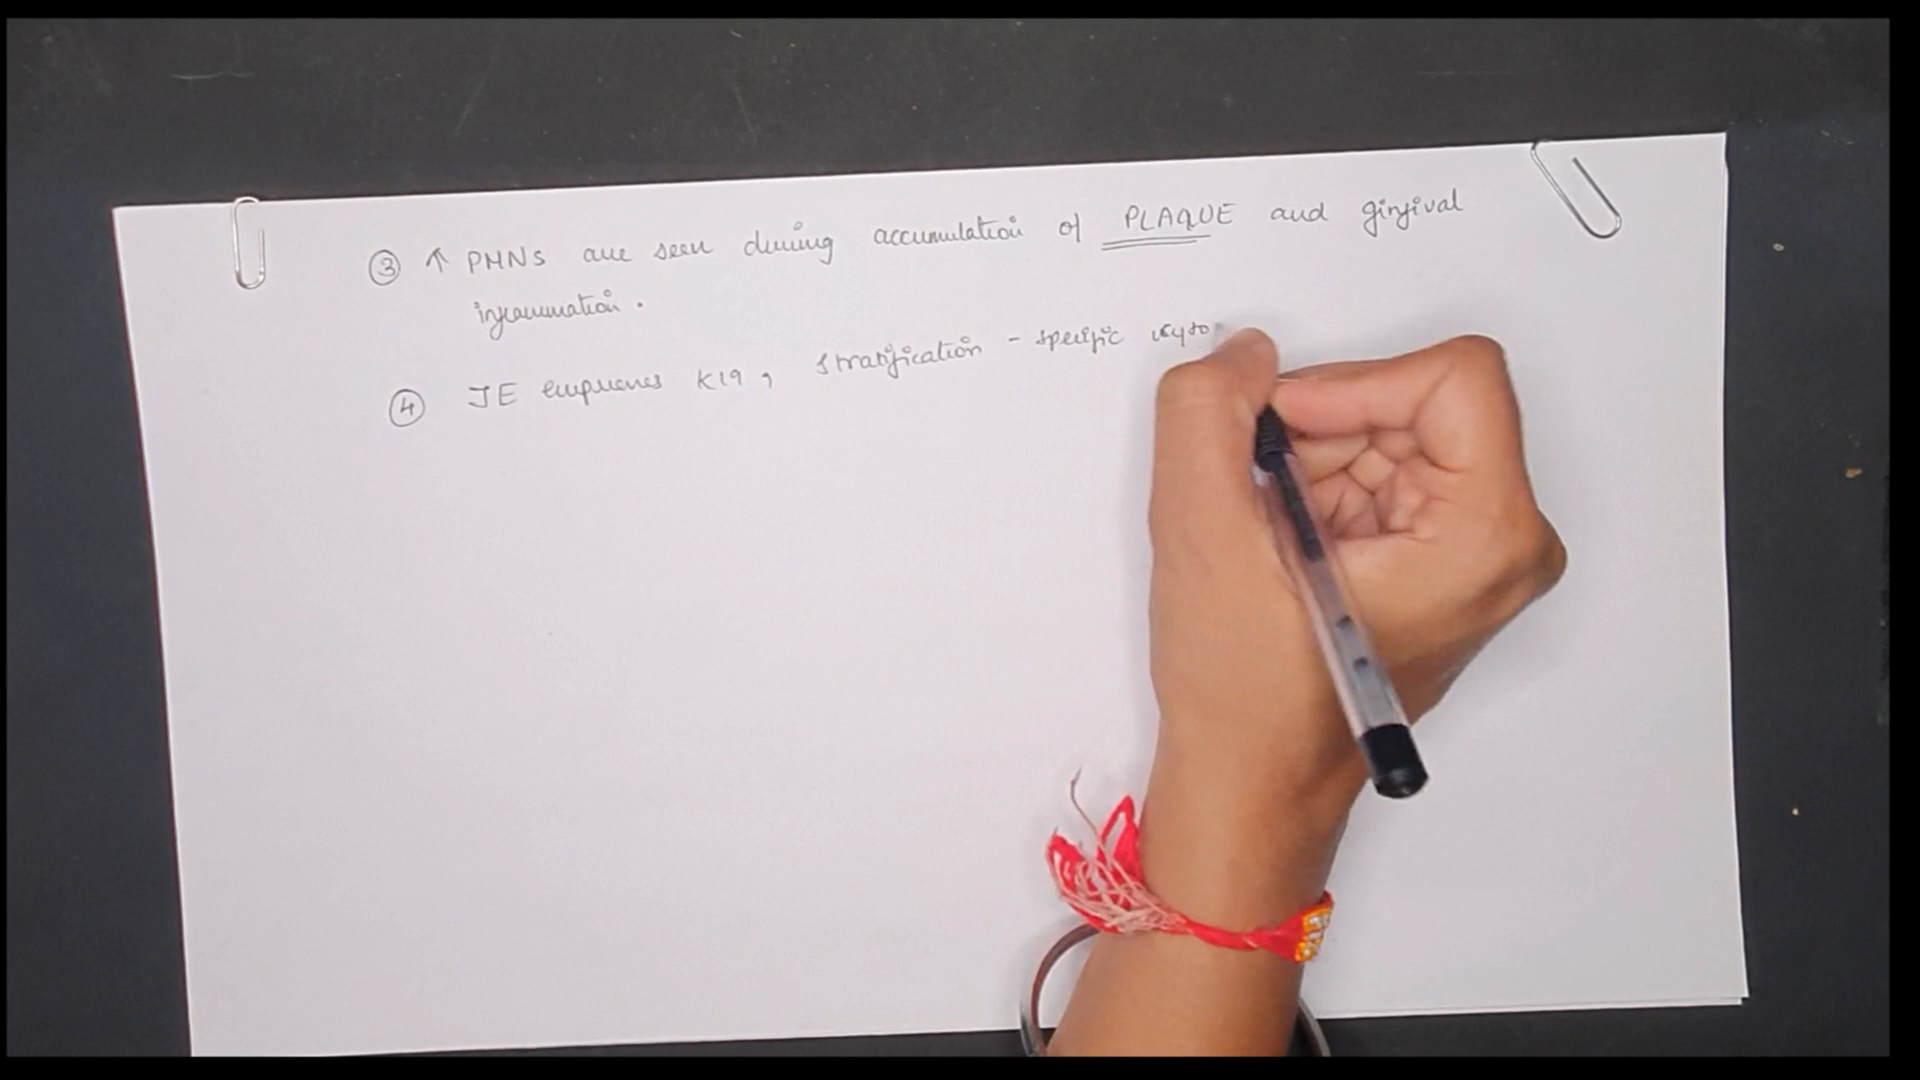 ③ ↑ PMNs are seen during accumulation of PLAQUE and gingival
inflammation.
④ JE expresses K19, stratification - specific cyto